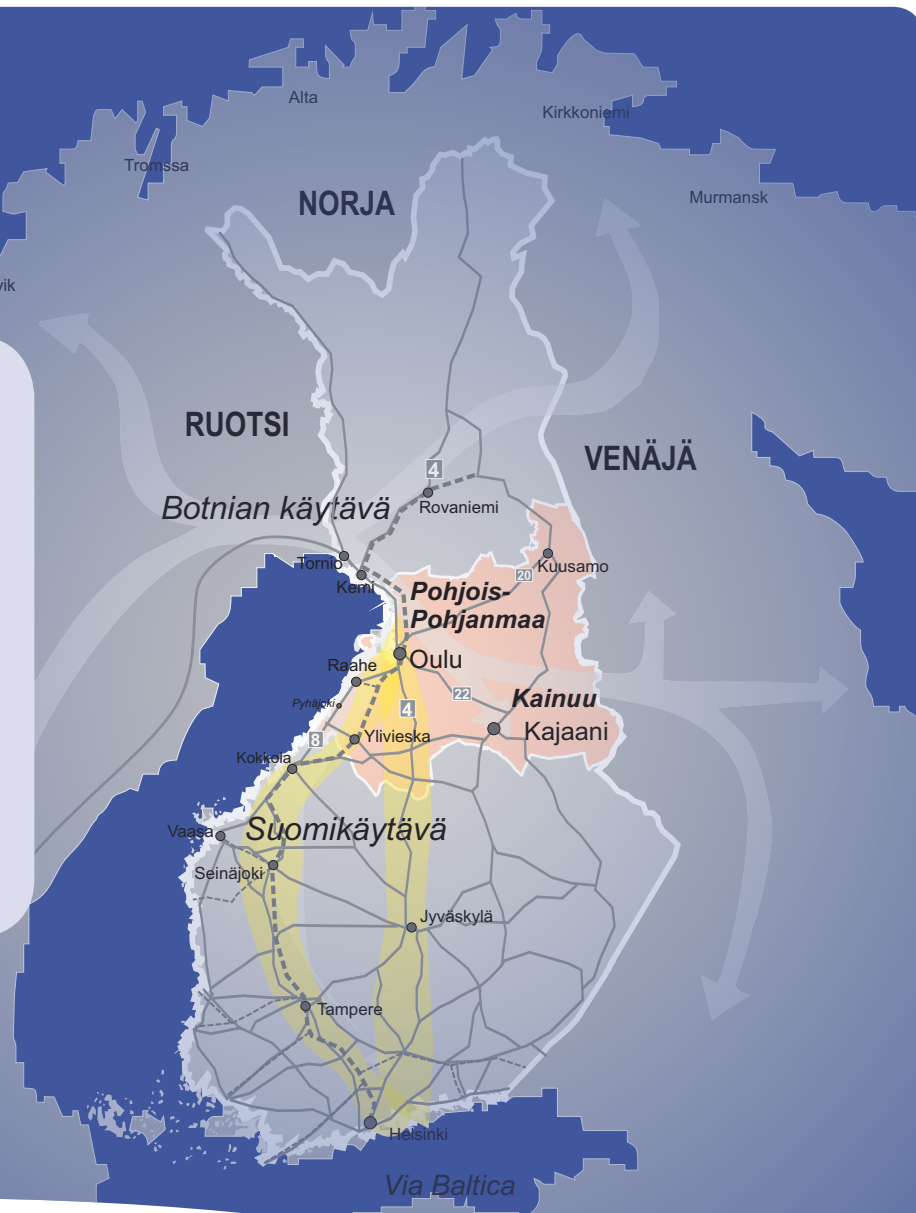 Alta
Kirkkoniemi
Tromssa
NORJA
Murmansk
vik
RUOTSI
VENÄJÄ
4
Botnian käytävä
Rovaniemi
Tornio
Kemi
Kuusamo
20
Pohjois-
Pohjanmaa
Oulu
Raahe
22
Kainuu
Pyhäjoki
4
Kajaani
8
Ylivieska
Kokkola
Vaasa
Suomikäytävä
Seinäjoki
Jyväskylä
Tampere
Helsinki
Via Baltica